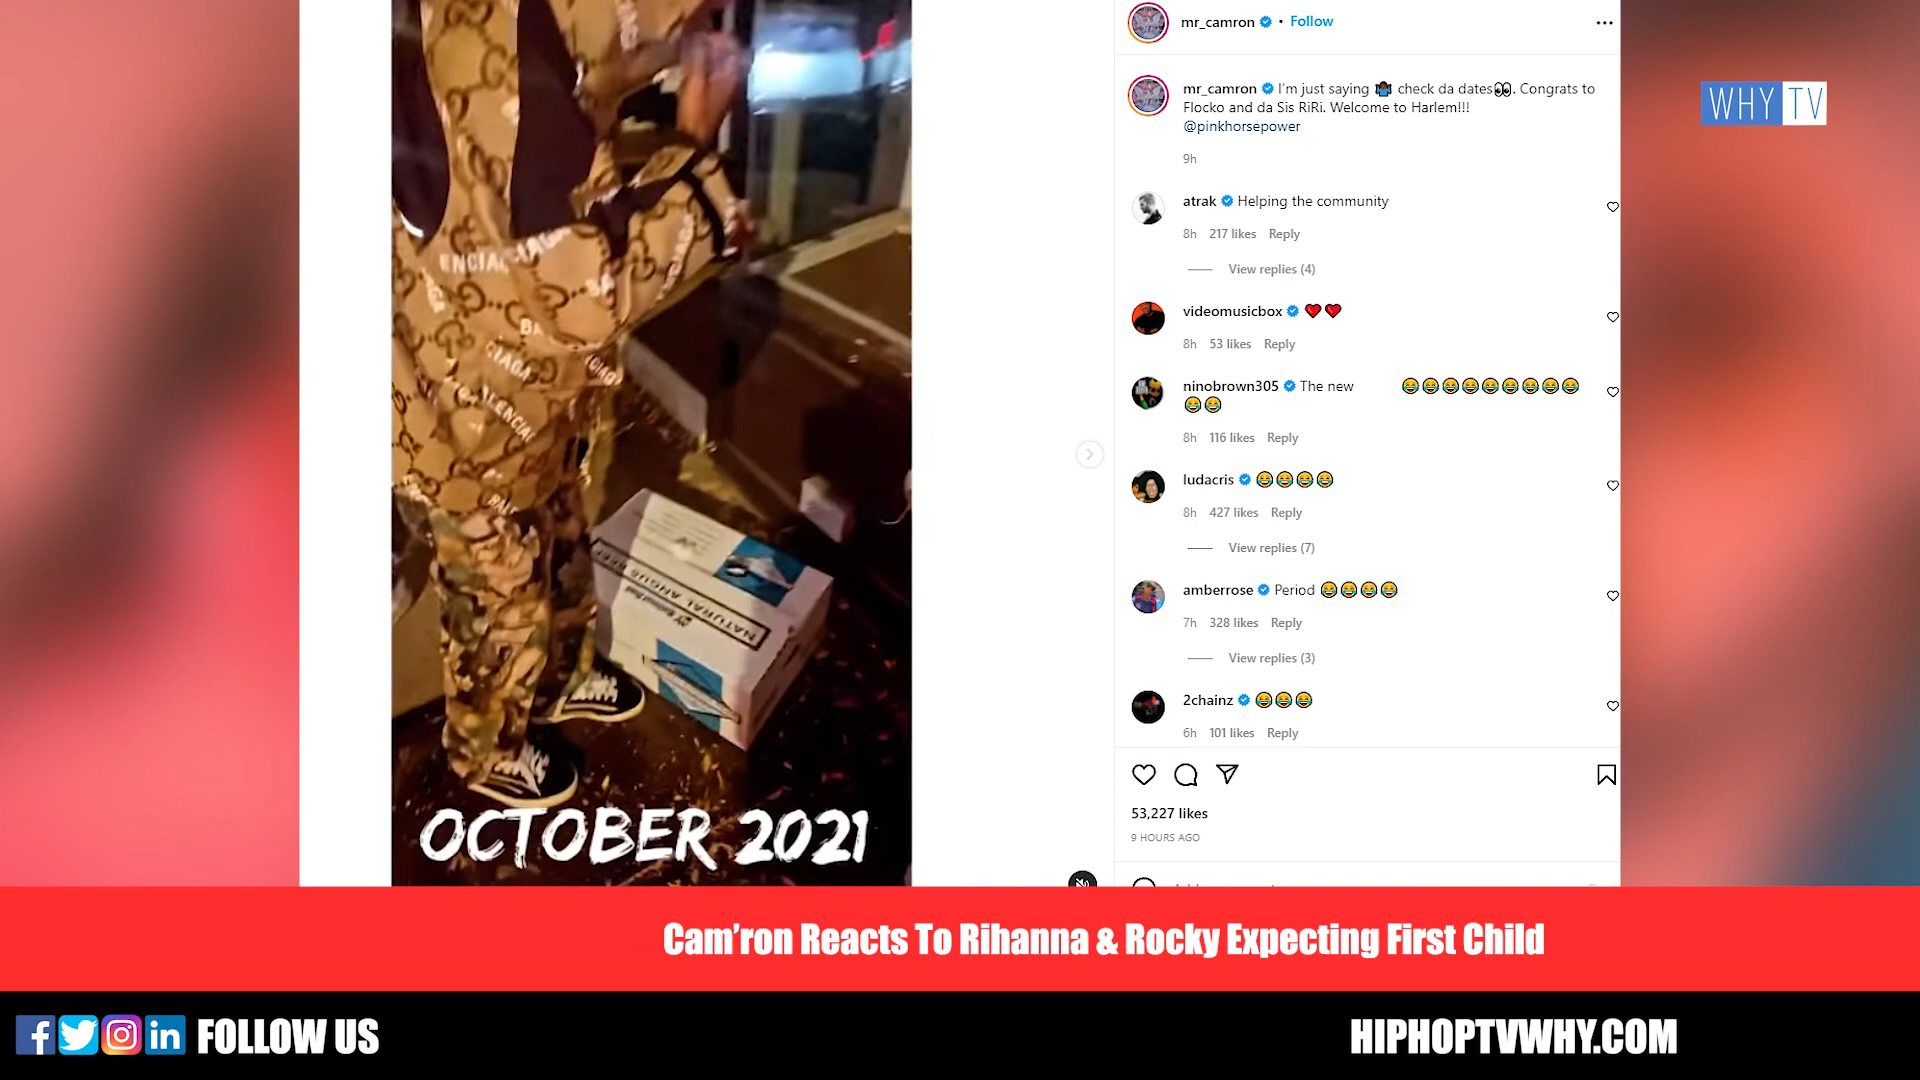 mr_camron • Follow
mr_camron I'm just saying check da dates. Congrats to
Flocko and da Sis RiRi. Welcome to Harlem!!!
@pinkhorsepower
9h
WHY TV
atrak Helping the community
8h 217 likes Reply
View replies (4)
videomusicbox
8h 53 likes Reply
ninobrown305 The new
8h 116 likes Reply
ludacris
8h 427 likes Reply
View replies (7)
amberrose Period
7h 328 likes Reply
View replies (3)
2chainz
6h 101 likes Reply
53,227 likes
9 HOURS AGO
NATURAL ANGUS BEEF
OCTOBER 2021
Cam'ron Reacts To Rihanna & Rocky Expecting First Child
FOLLOW US
HIPHOPTVWHY.COM